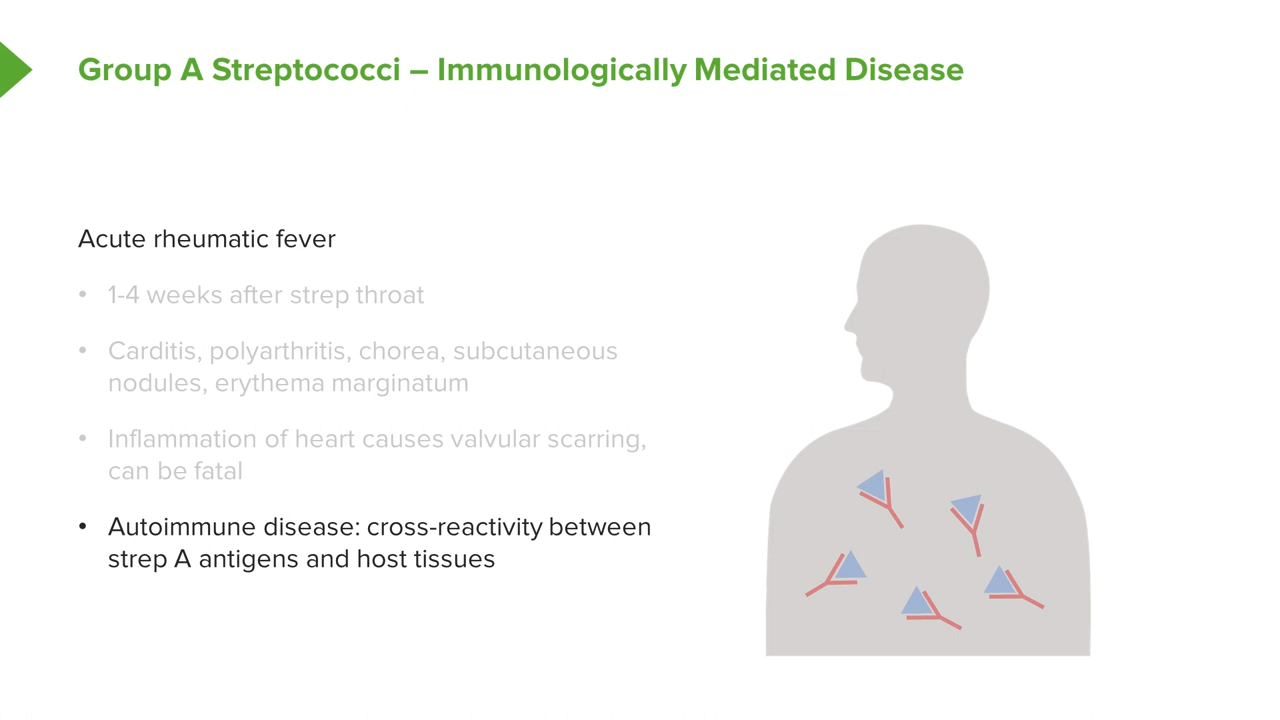 Group A Streptococci – Immunologically Mediated Disease
Acute rheumatic fever
• 1-4 weeks after strep throat
• Carditis, polyarthritis, chorea, subcutaneous
nodules, erythema marginatum
• Inflammation of heart causes valvular scarring,
can be fatal
• Autoimmune disease: cross-reactivity between
strep A antigens and host tissues